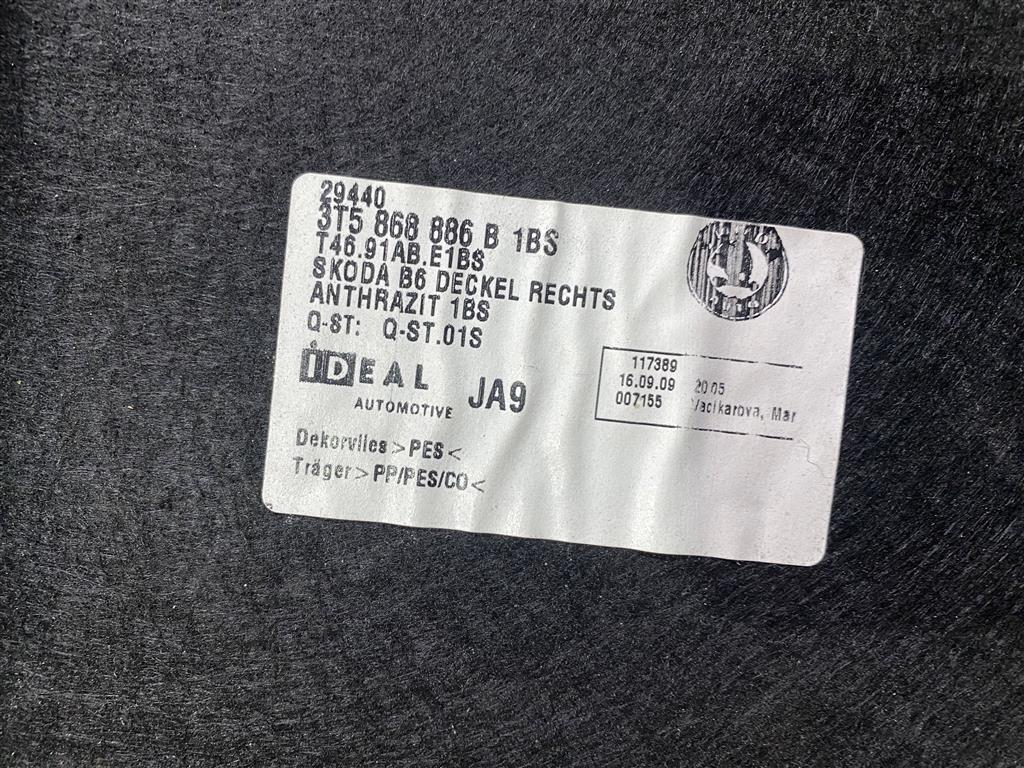 29440
3T5 868 886 B 1BS
T46.91AB.E1BS
SKODA B6 DECKEL RECHTS
ANTHRAZIT 1BS
Q-ST: Q-ST.01S
IDEAL
AUTOMOTIVE
JA9
117389
16.09.09 20:05
007155 Vacikarova, Mar
Dekorvlies >PES<
Träger >PP/PES/CO<